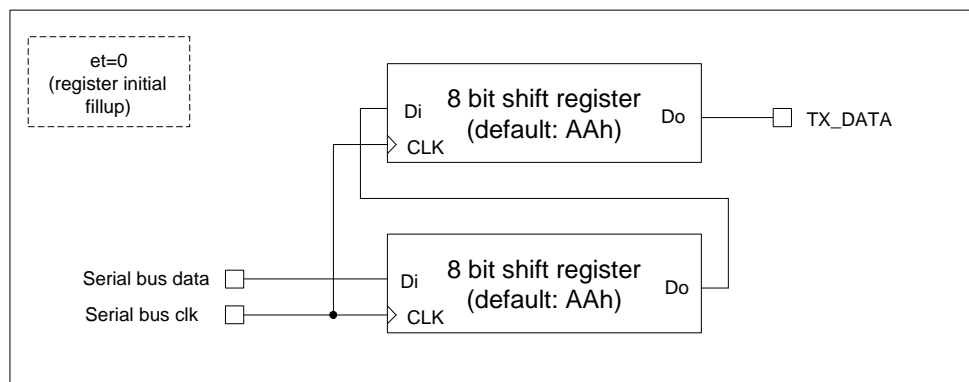 et=0
(register initial
fillup)
8 bit shift register
(default: AAh)
Di
CLK
Do
TX_DATA
8 bit shift register
(default: AAh)
Di
CLK
Do
Serial bus data
Serial bus clk